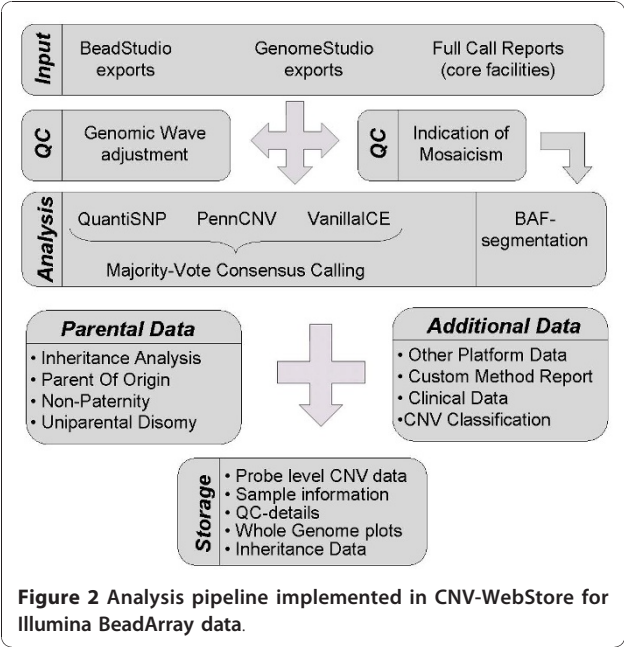 Input
BeadStudio
exports
GenomeStudio
exports
Full Call Reports
(core facilities)
QC
Genomic Wave
adjustment
QC
Indication of
Mosaicism
Analysis
QuantiSNP PennCNV VanillaICE
Majority-Vote Consensus Calling
BAF-
segmentation
Parental Data
• Inheritance Analysis
• Parent Of Origin
• Non-Paternity
• Uniparental Disomy
Additional Data
• Other Platform Data
• Custom Method Report
• Clinical Data
•CNV Classification
Storage
• Probe level CNV data
• Sample information
• QC-details
• Whole Genome plots
• Inheritance Data
Figure 2 Analysis pipeline implemented in CNV-WebStore for
Illumina BeadArray data.